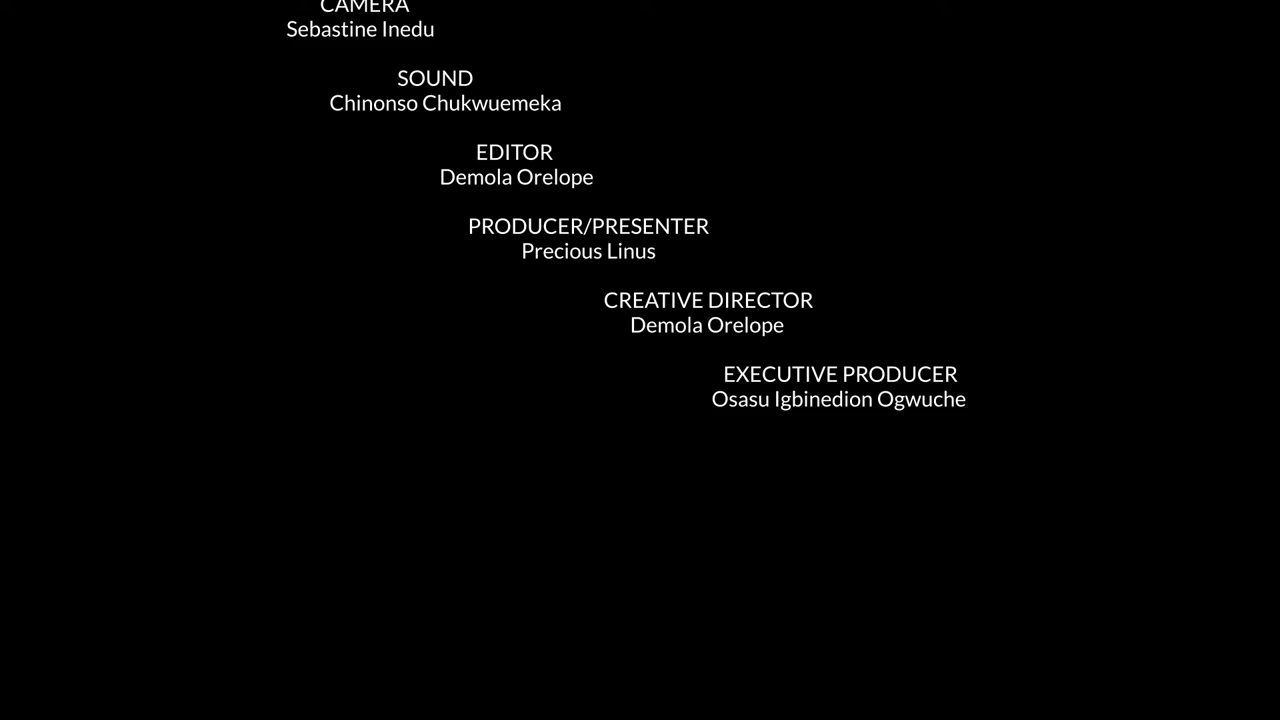 CAMERA
Sebastine Inedu
SOUND
Chinonso Chukwuemeka
EDITOR
Demola Orelope
PRODUCER/PRESENTER
Precious Linus
CREATIVE DIRECTOR
Demola Orelope
EXECUTIVE PRODUCER
Osasu Igbinedion Ogwuche